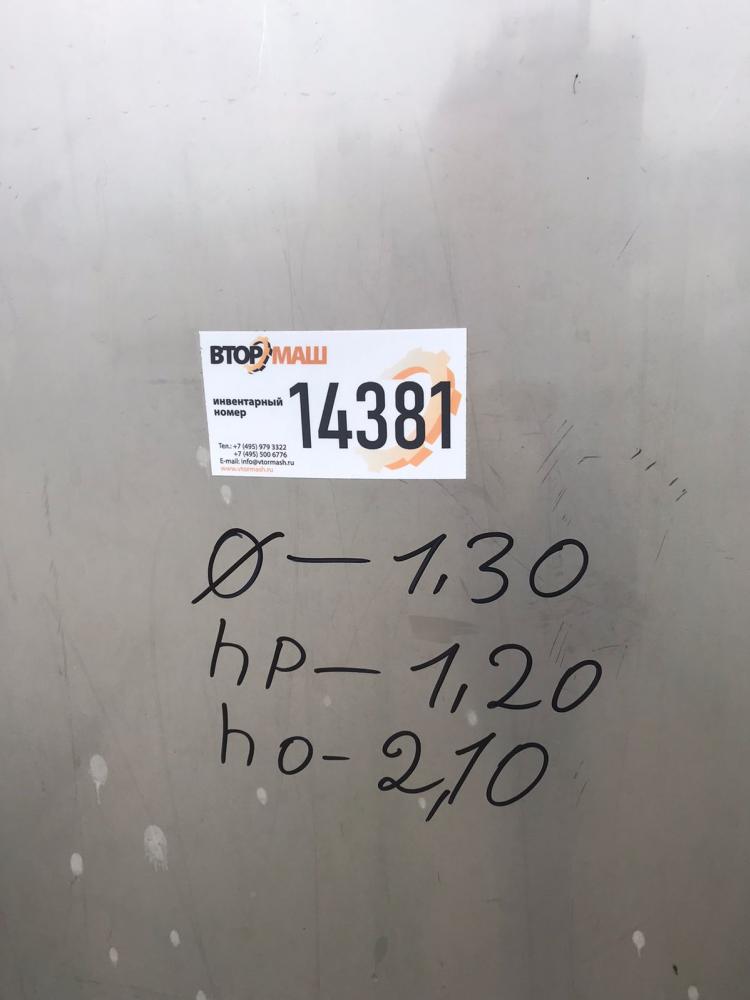 ВТОРМАШ
инвентарный
номер
14381
Тел.: +7 (495) 979 3322
+7 (495) 500 6776
E-mail: info@vtormash.ru
www.vtormash.ru
Ø — 1,30
hp — 1,20
ho - 2,10